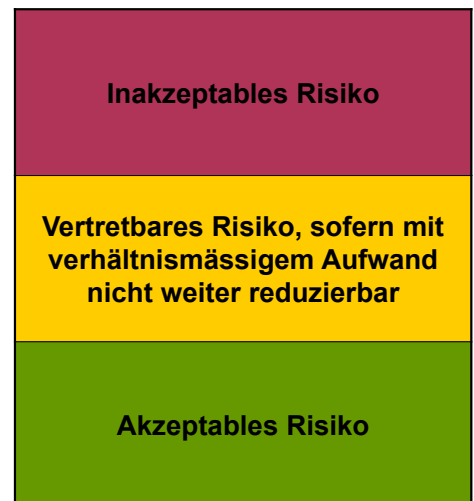 Inakzeptables Risiko
Vertretbares Risiko, sofern mit
verhältnismässigem Aufwand
nicht weiter reduzierbar
Akzeptables Risiko